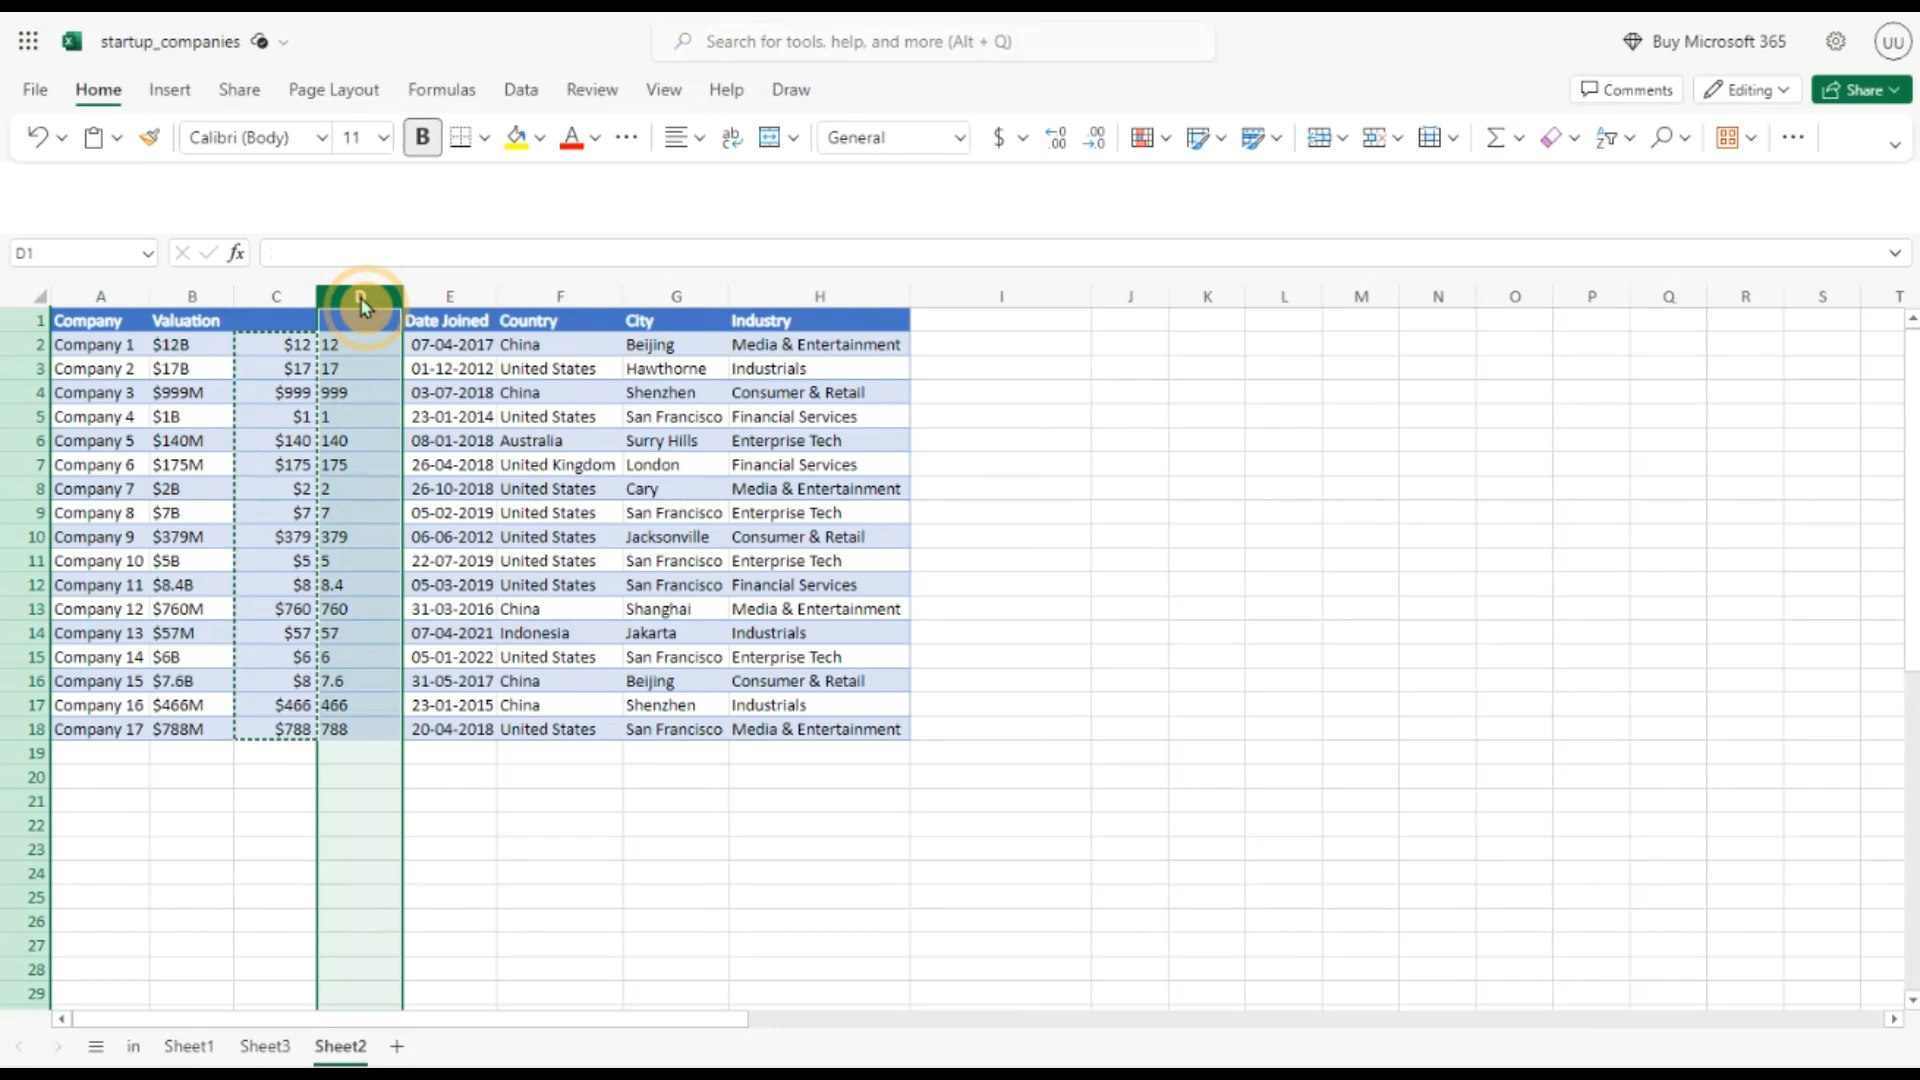 startup_companies
Search for tools, help, and more (Alt + Q)
Buy Microsoft 365
UU
File Home Insert Share Page Layout Formulas Data Review View Help Draw
Comments Editing Share
Calibri (Body) 11 B A ab General $ .00 .00
D1 fx
A B C D E F G H I J K L M N O P Q R S T
1 Company Valuation Date Joined Country City Industry
2 Company 1 $12B $12 12 07-04-2017 China Beijing Media & Entertainment
3 Company 2 $17B $17 17 01-12-2012 United States Hawthorne Industrials
4 Company 3 $999M $999 999 03-07-2018 China Shenzhen Consumer & Retail
5 Company 4 $1B $1 1 23-01-2014 United States San Francisco Financial Services
6 Company 5 $140M $140 140 08-01-2018 Australia Surry Hills Enterprise Tech
7 Company 6 $175M $175 175 26-04-2018 United Kingdom London Financial Services
8 Company 7 $2B $2 2 26-10-2018 United States Cary Media & Entertainment
9 Company 8 $7B $7 7 05-02-2019 United States San Francisco Enterprise Tech
10 Company 9 $379M $379 379 06-06-2012 United States Jacksonville Consumer & Retail
11 Company 10 $5B $5 5 22-07-2019 United States San Francisco Enterprise Tech
12 Company 11 $8.4B $8 8.4 05-03-2019 United States San Francisco Financial Services
13 Company 12 $760M $760 760 31-03-2016 China Shanghai Media & Entertainment
14 Company 13 $57M $57 57 07-04-2021 Indonesia Jakarta Industrials
15 Company 14 $6B $6 6 05-01-2022 United States San Francisco Enterprise Tech
16 Company 15 $7.6B $8 7.6 31-05-2017 China Beijing Consumer & Retail
17 Company 16 $466M $466 466 23-01-2015 China Shenzhen Industrials
18 Company 17 $788M $788 788 20-04-2018 United States San Francisco Media & Entertainment
19
20
21
22
23
24
25
26
27
28
29
in Sheet1 Sheet3 Sheet2